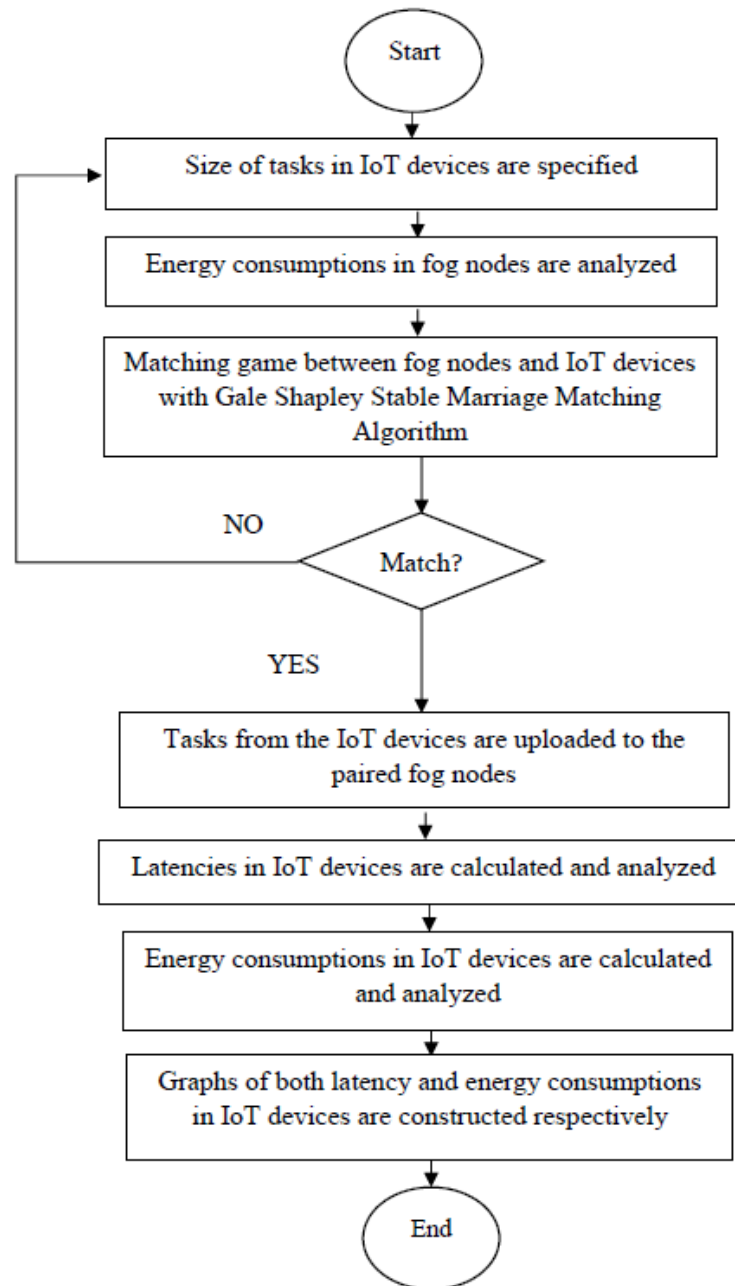 Start
Size of tasks in IoT devices are specified
Energy consumptions in fog nodes are analyzed
Matching game between fog nodes and IoT devices
with Gale Shapley Stable Marriage Matching
Algorithm
NO
Match?
YES
Tasks from the IoT devices are uploaded to the
paired fog nodes
Latencies in IoT devices are calculated and analyzed
Energy consumptions in IoT devices are calculated
and analyzed
Graphs of both latency and energy consumptions
in IoT devices are constructed respectively
End